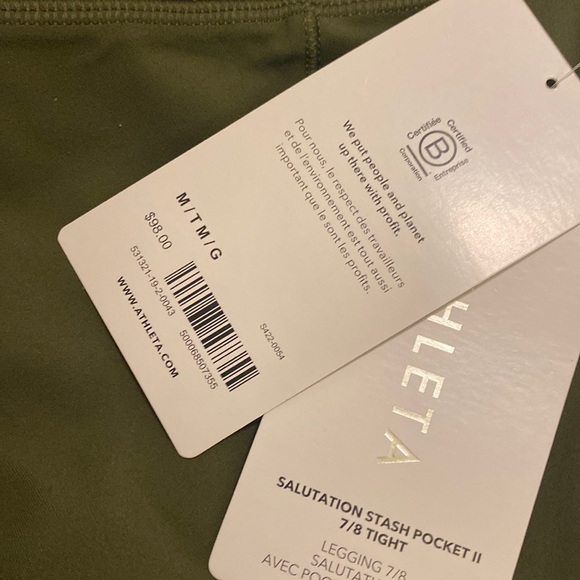 Certifiée
Certified
B
Corporation
Entreprise
We put people and planet
up there with profit.
Pour nous, le respect des travailleurs
et de l'environnement est tout aussi
important que le sont les profits.
M/TM/G
$98.00
531321-19-2-0043
500068507355
WWW.ATHLETA.COM
S422-0054
HLETA
SALUTATION STASH POCKET II
7/8 TIGHT
LEGGING 7/8
SALUTATI
AVEC POC